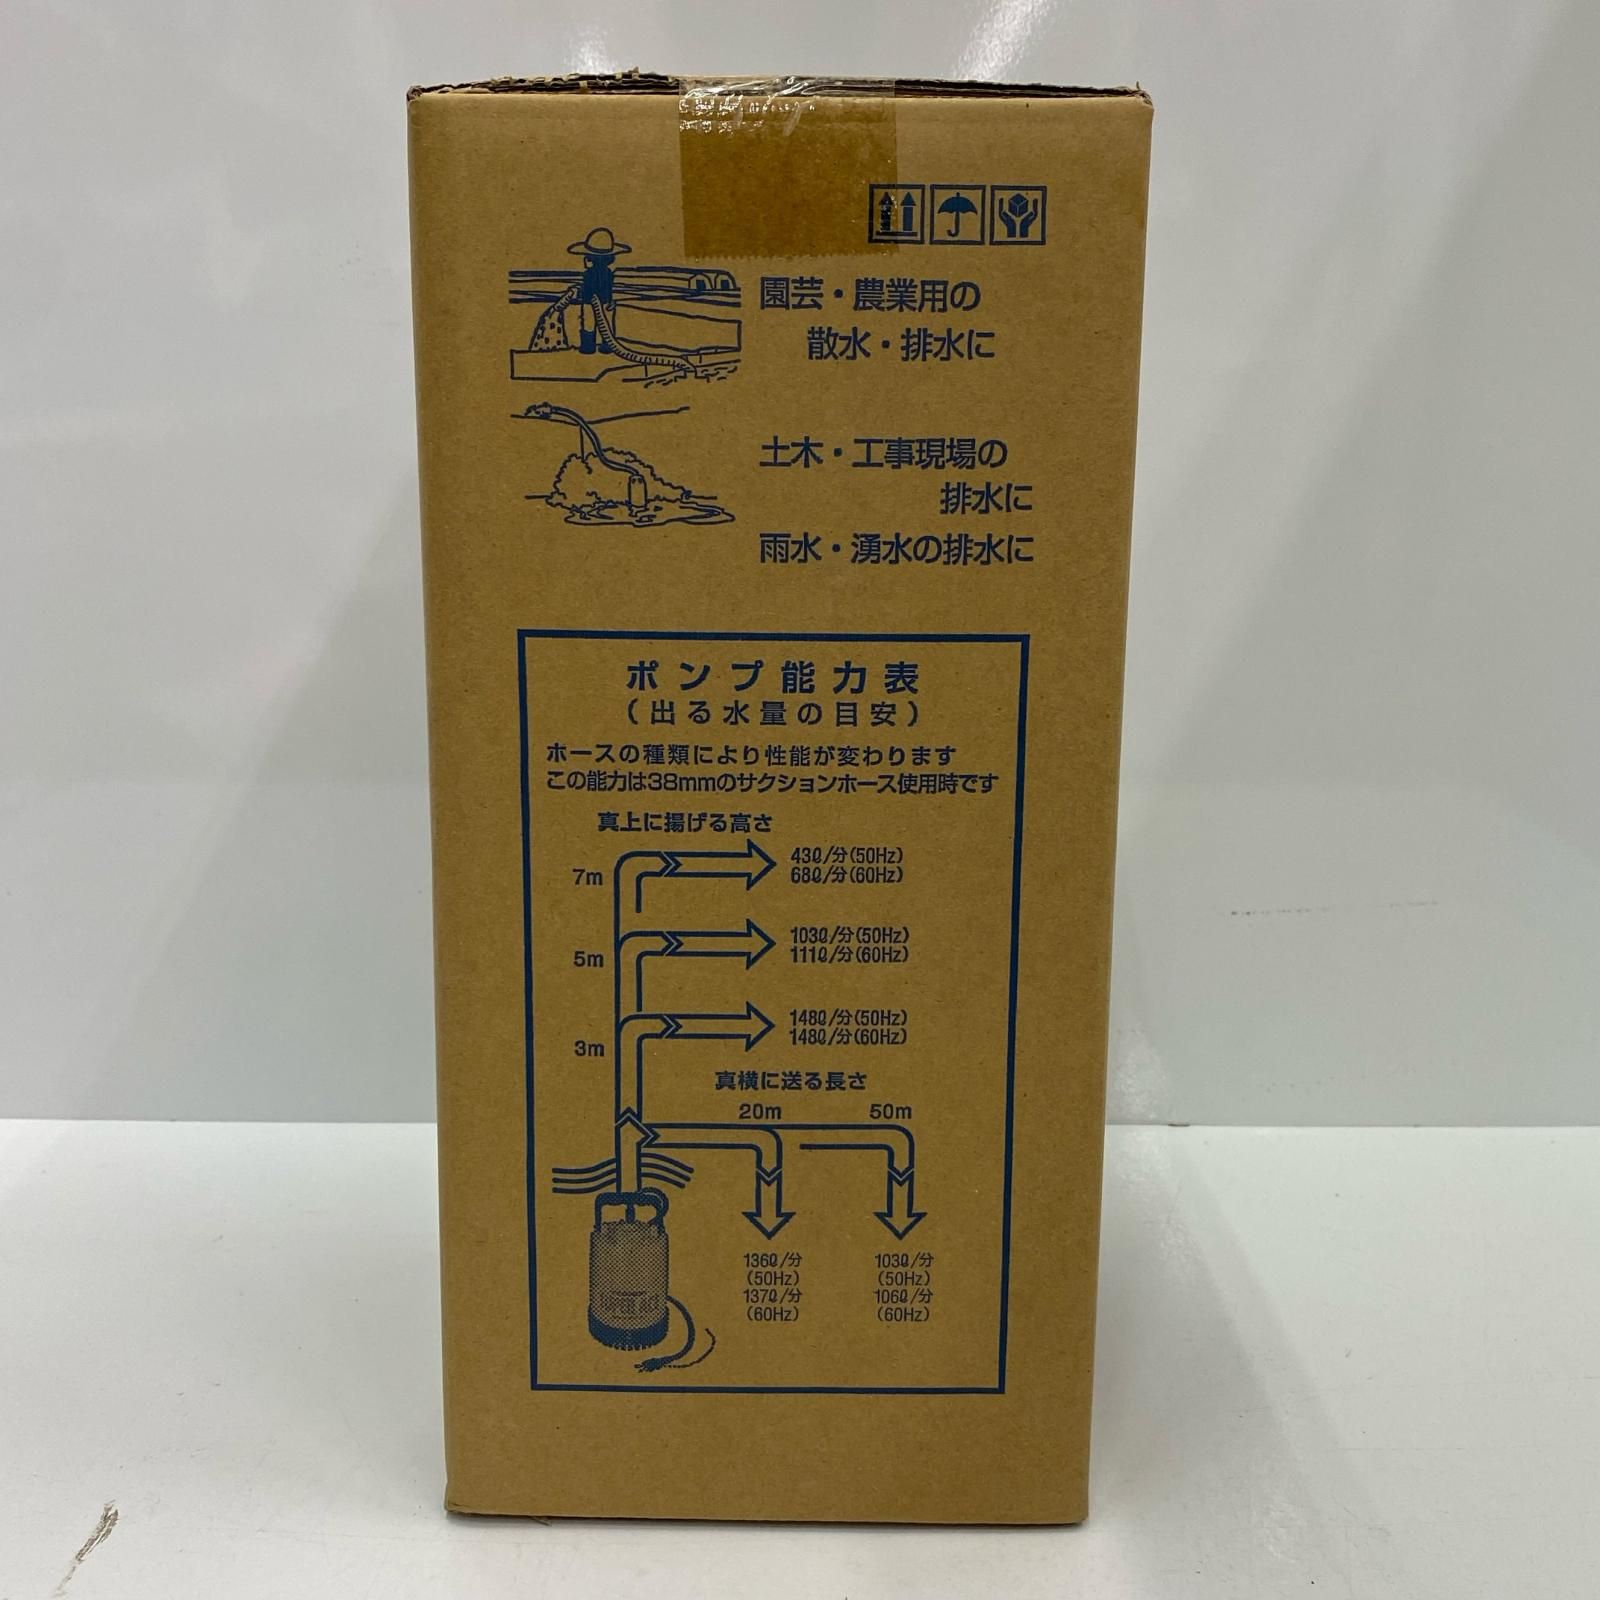 園芸・農業用の
散水・排水に
土木・工事現場の
排水に
雨水・湧水の排水に
ポンプ能力表
(出る水量の目安)
ホースの種類により性能が変わります
この能力は38mmのサクションホース使用時です
真上に揚げる高さ
7m
43ℓ/分(50Hz)
68ℓ/分(60Hz)
5m
103ℓ/分(50Hz)
111ℓ/分(60Hz)
3m
148ℓ/分(50Hz)
148ℓ/分(60Hz)
真横に送る長さ
20m 50m
136ℓ/分
(50Hz)
137ℓ/分
(60Hz)
103ℓ/分
(50Hz)
106ℓ/分
(60Hz)